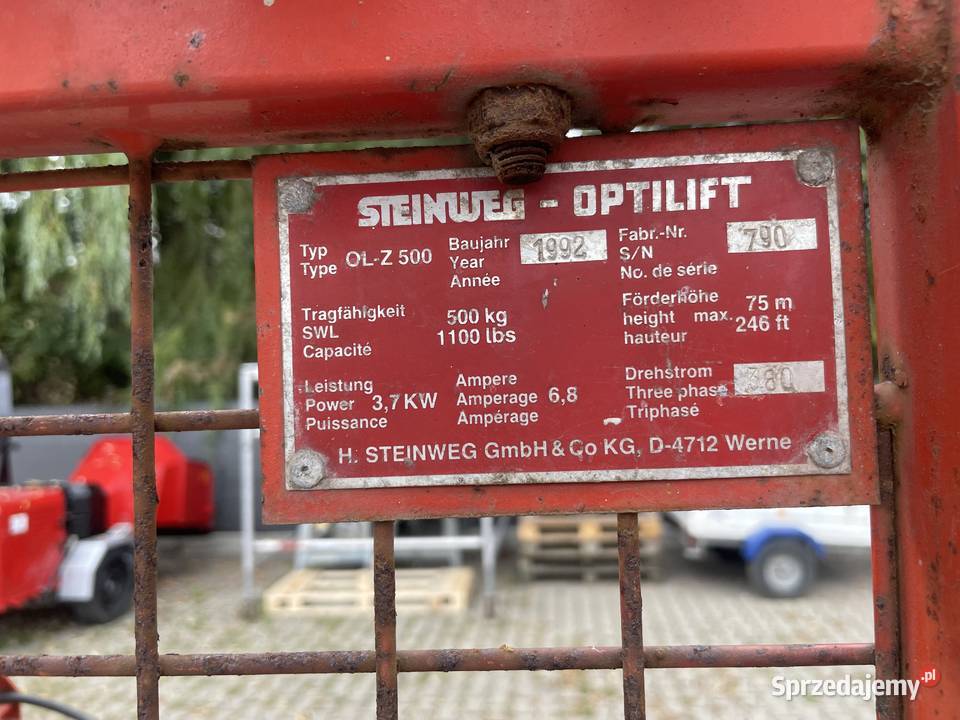 STEINWEG - OPTILIFT
Typ
Type OL-Z 500
Baujahr
Year
Année
1992
Fabr.-Nr.
S/N
No. de série
790
Tragfähigkeit
SWL
Capacité
500 kg
1100 lbs
Förderhöhe
height max.
hauteur
75 m
246 ft
Leistung
Power
Puissance
3,7 KW
Ampere
Amperage
Ampérage
6,8
Drehstrom
Three phase
Triphasé
380
H. STEINWEG GmbH & Co KG, D-4712 Werne
Sprzedajemy.pl